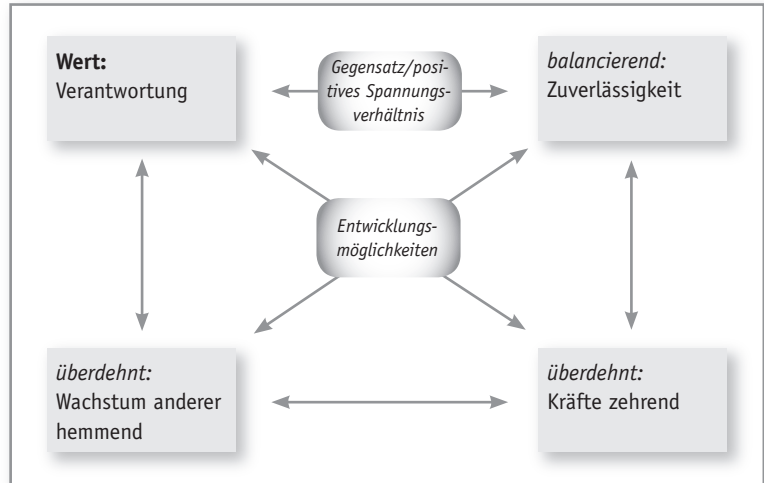 Wert:
Verantwortung
Gegensatz/posi-
tives Spannungs-
verhältnis
balancierend:
Zuverlässigkeit
Entwicklungs-
möglichkeiten
überdehnt:
Wachstum anderer
hemmend
überdehnt:
Kräfte zehrend